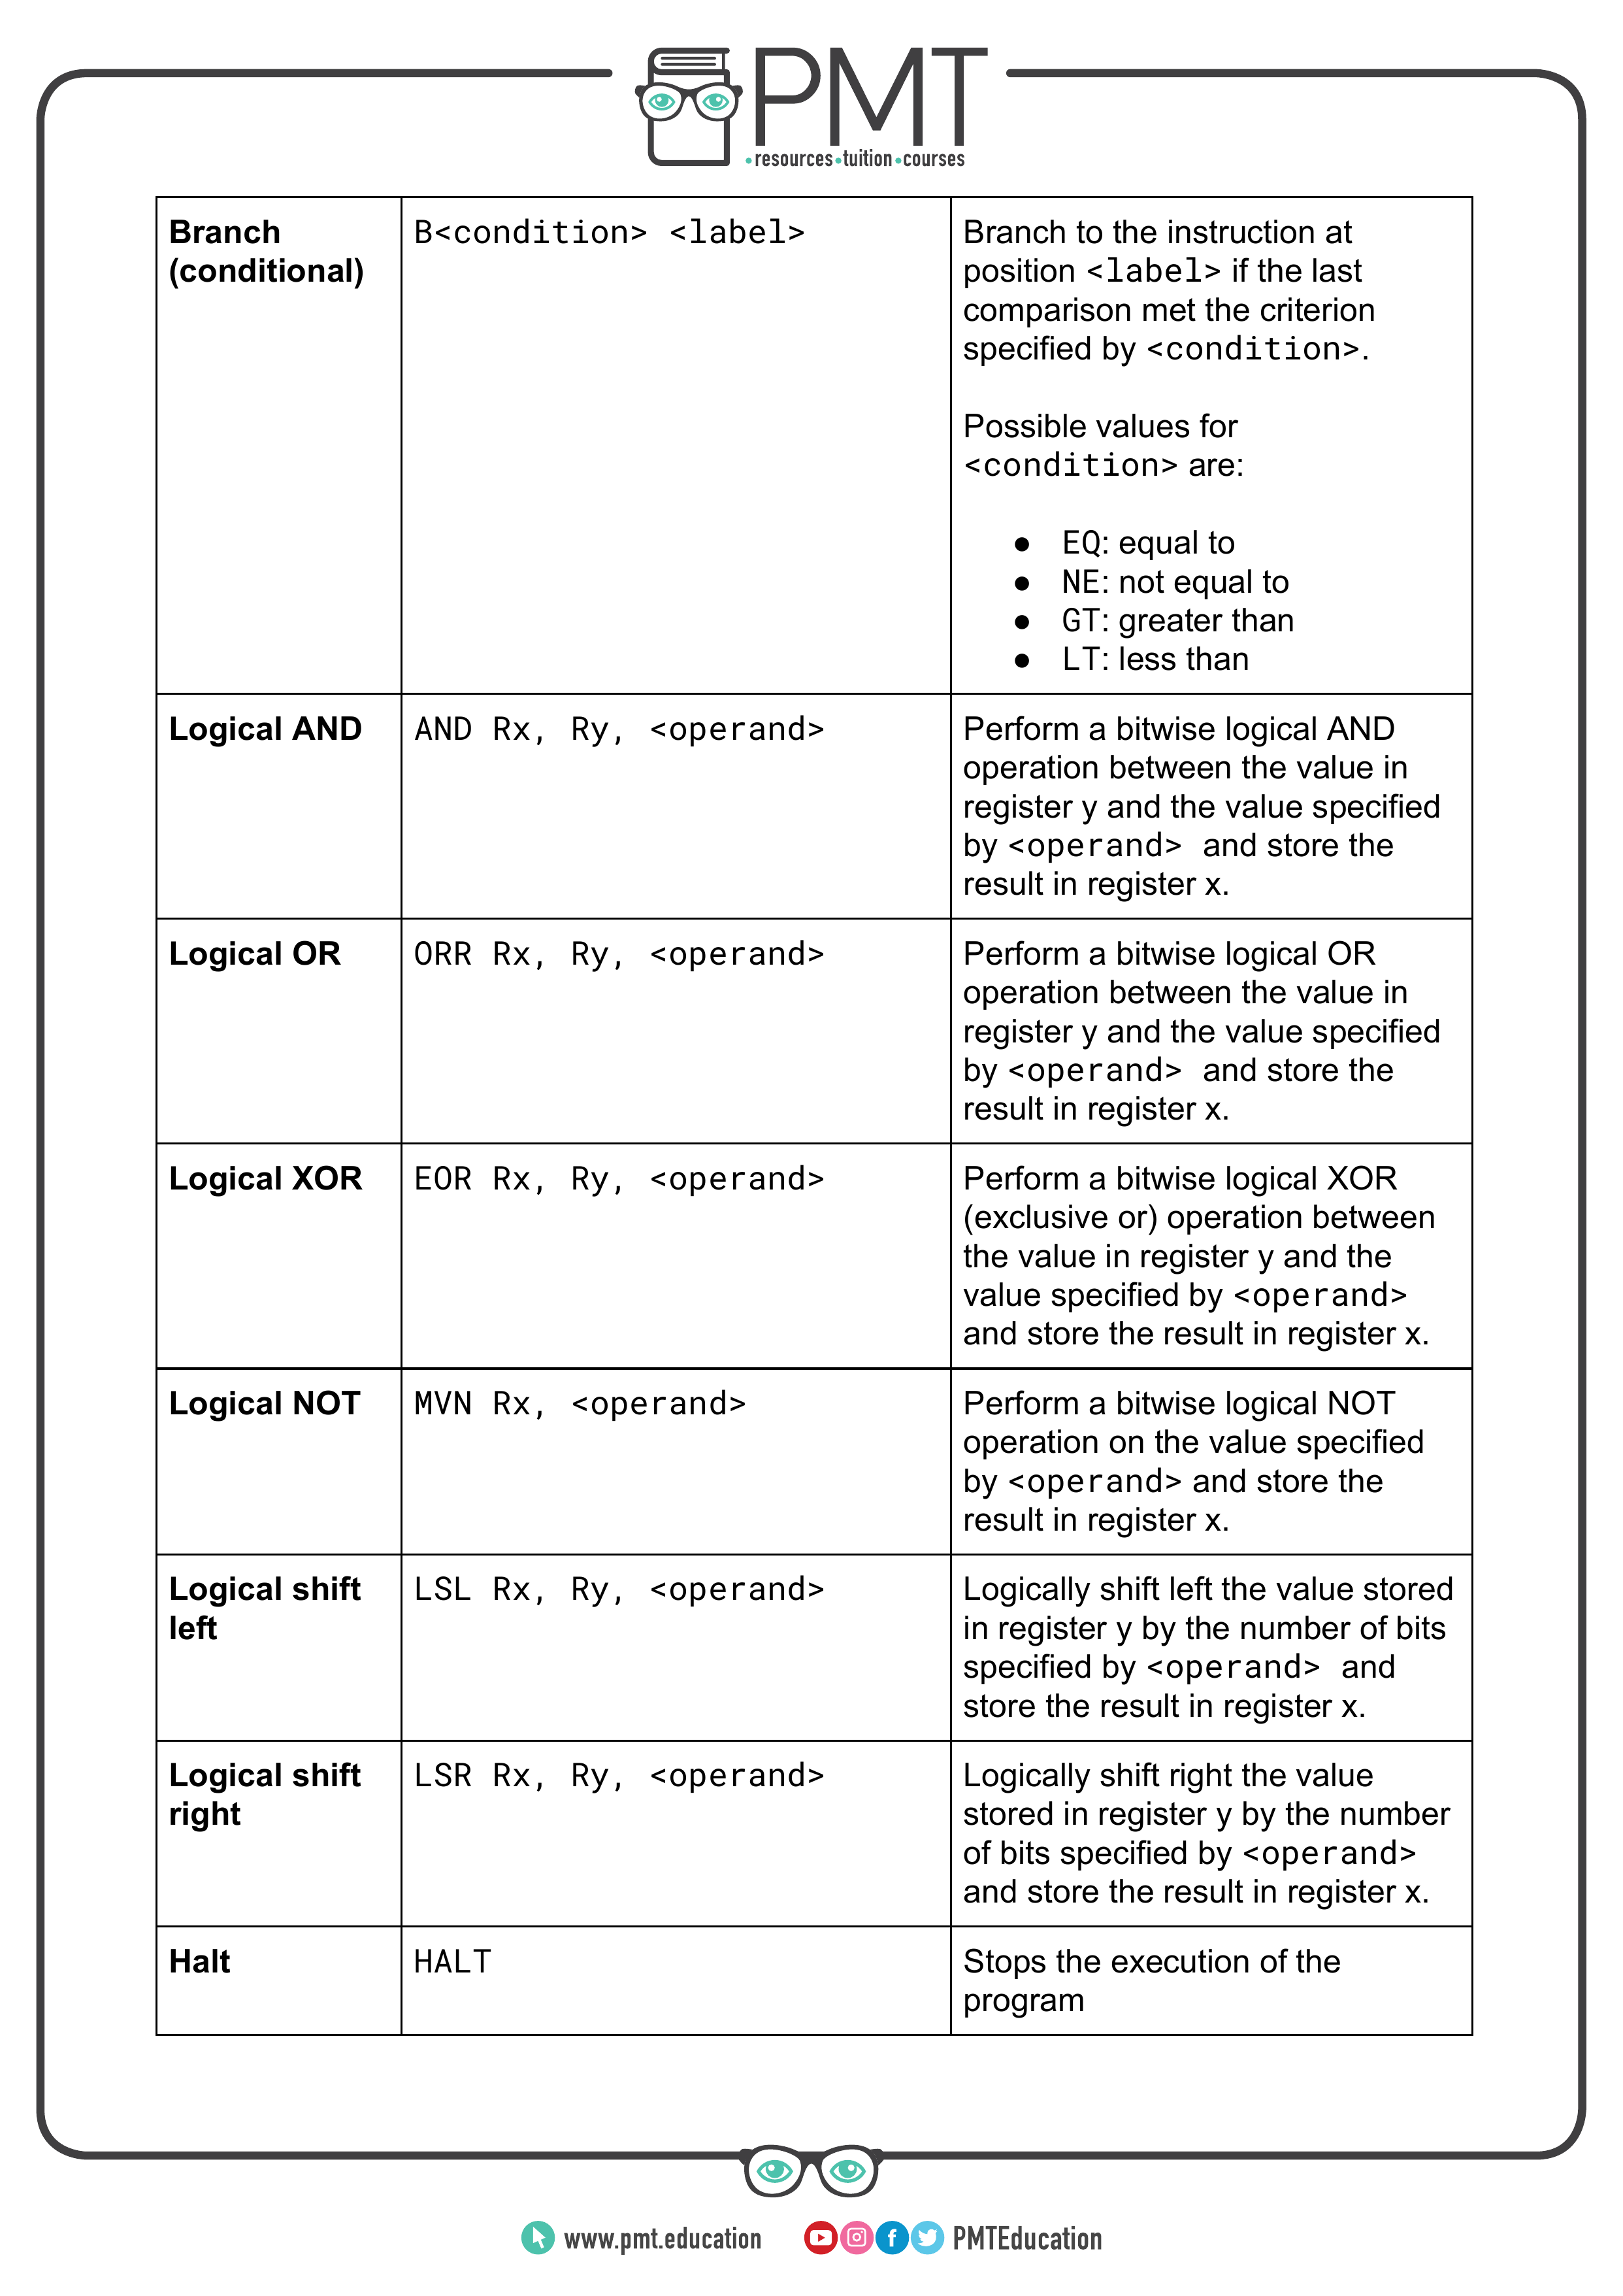 PMT
•resources•tuition•courses
Branch
(conditional)
B<condition> <label>
Branch to the instruction at
position <label> if the last
comparison met the criterion
specified by <condition>.
Possible values for
<condition> are:
● EQ: equal to
● NE: not equal to
● GT: greater than
● LT: less than
Logical AND
AND Rx, Ry, <operand>
Perform a bitwise logical AND
operation between the value in
register y and the value specified
by <operand> and store the
result in register x.
Logical OR
ORR Rx, Ry, <operand>
Perform a bitwise logical OR
operation between the value in
register y and the value specified
by <operand> and store the
result in register x.
Logical XOR
EOR Rx, Ry, <operand>
Perform a bitwise logical XOR
(exclusive or) operation between
the value in register y and the
value specified by <operand>
and store the result in register x.
Logical NOT
MVN Rx, <operand>
Perform a bitwise logical NOT
operation on the value specified
by <operand> and store the
result in register x.
Logical shift
left
LSL Rx, Ry, <operand>
Logically shift left the value stored
in register y by the number of bits
specified by <operand> and
store the result in register x.
Logical shift
right
LSR Rx, Ry, <operand>
Logically shift right the value
stored in register y by the number
of bits specified by <operand>
and store the result in register x.
Halt
HALT
Stops the execution of the
program
www.pmt.education
PMTEducation